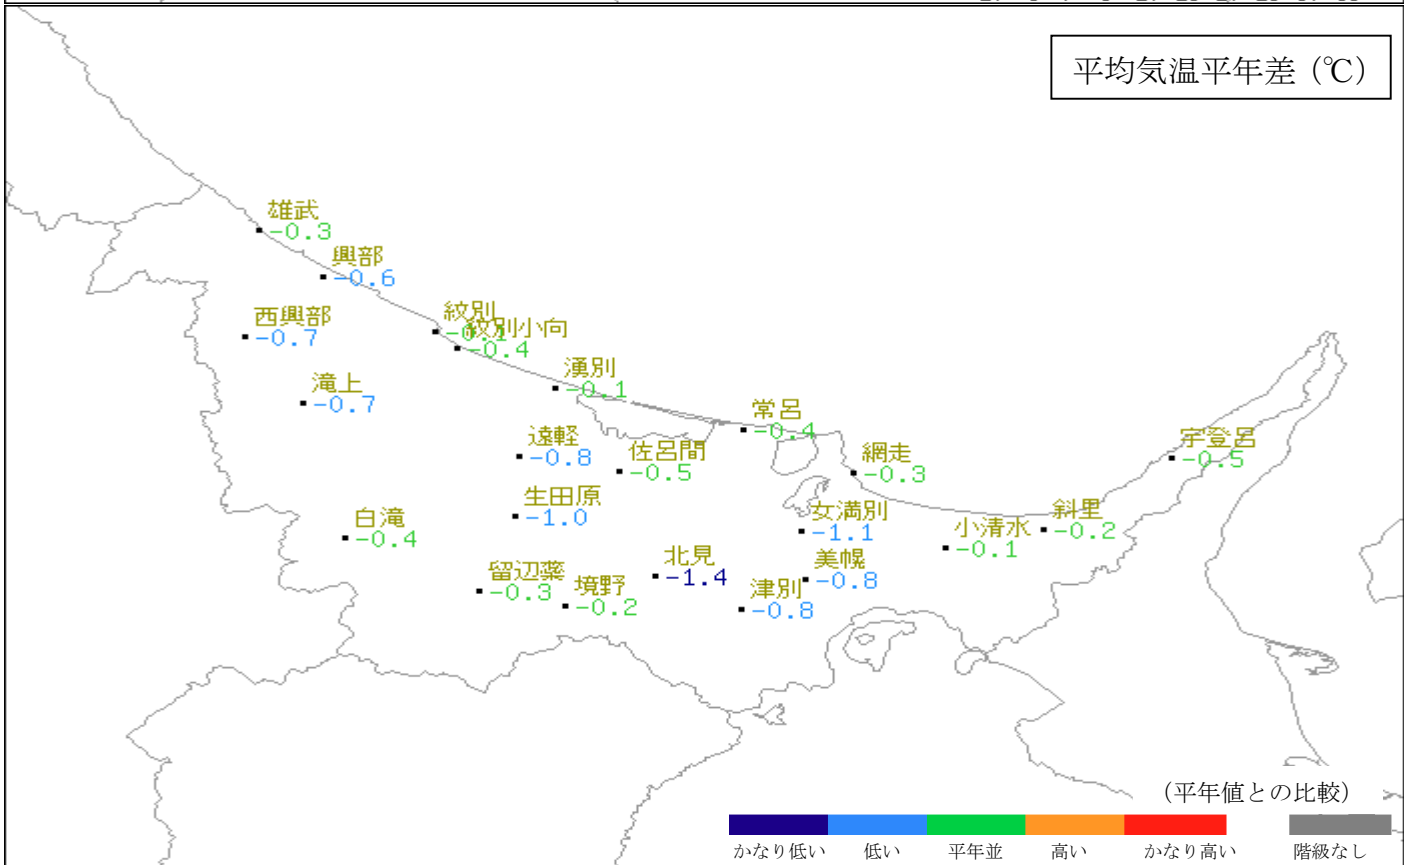 平均気温平年差（℃）
雄武
-0.3
興部
-0.6
西興部
-0.7
紋別
-0.1
紋別小向
-0.4
滝上
-0.7
湧別
-0.1
常呂
-0.4
遠軽
-0.8
佐呂間
-0.5
網走
-0.3
宇登呂
-0.5
生田原
-1.0
白滝
-0.4
女満別
-1.1
小清水
-0.1
斜里
-0.2
北見
-1.4
美幌
-0.8
留辺蘂
-0.3
境野
-0.2
津別
-0.8
（平年値との比較）
かなり低い 低い 平年並 高い かなり高い 階級なし